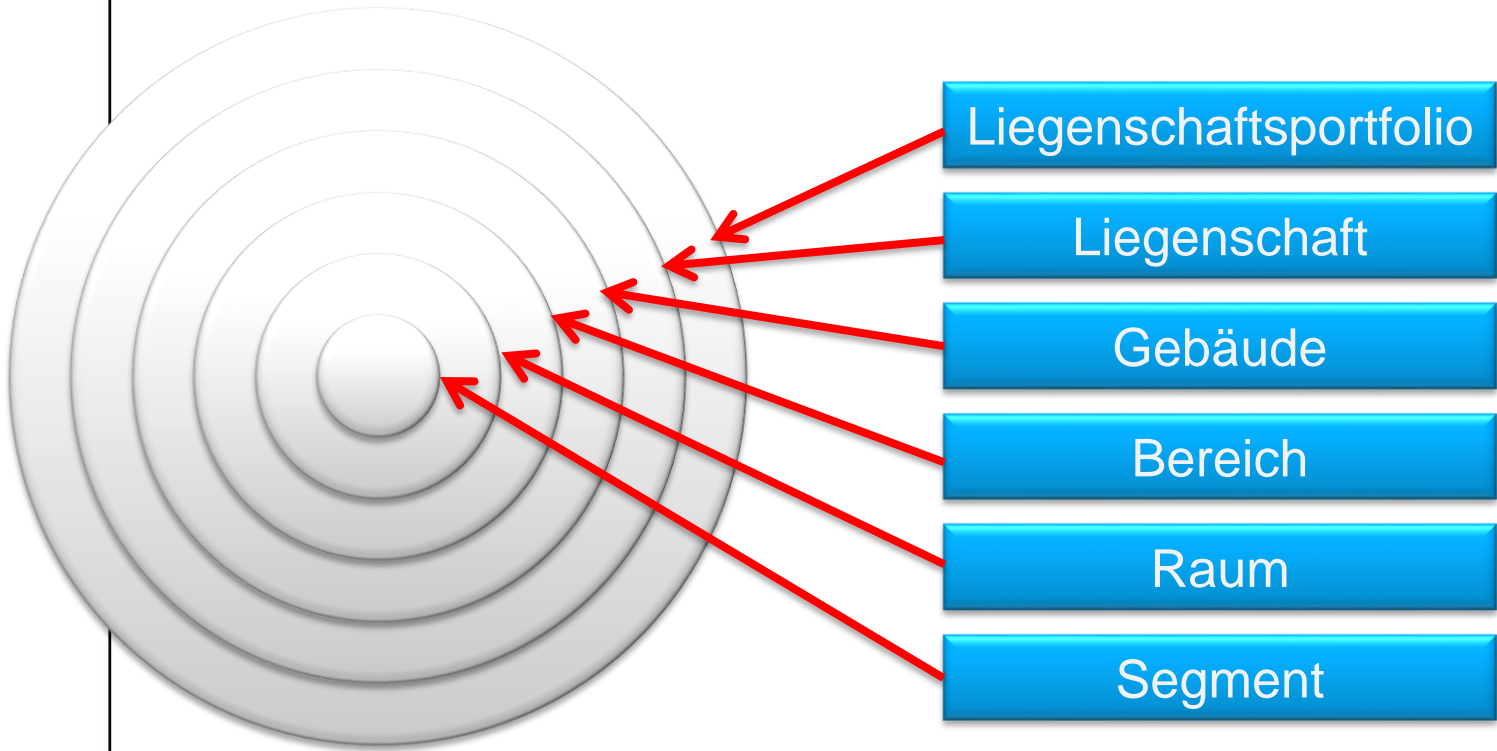 Liegenschaftsportfolio
Liegenschaft
Gebäude
Bereich
Raum
Segment